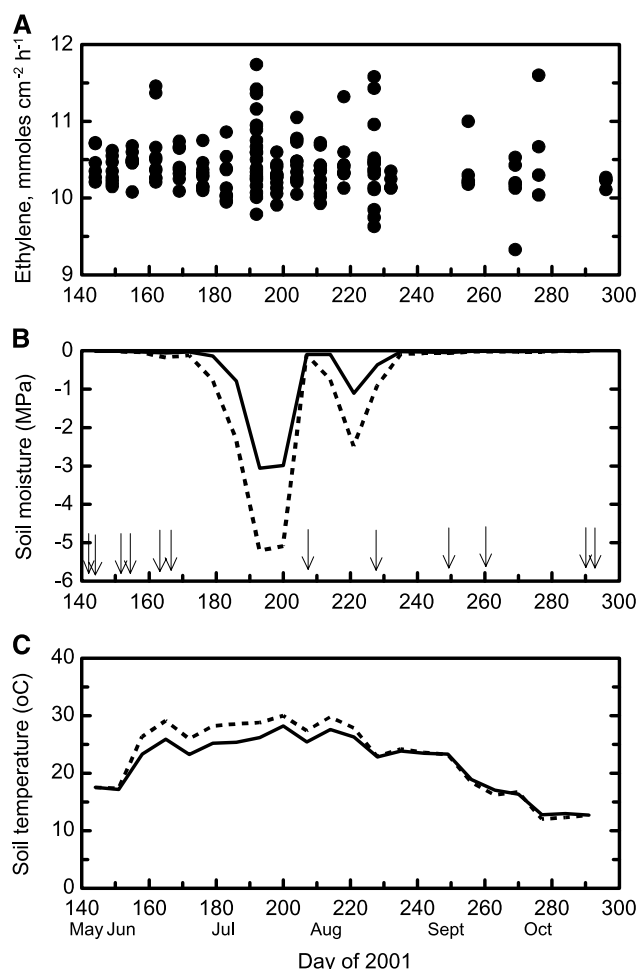 A
Ethylene, mmoles cm⁻² h⁻¹
12
11
10
9
140 160 180 200 220 240 260 280 300
B
Soil moisture (MPa)
0
-1
-2
-3
-4
-5
-6
140 160 180 200 220 240 260 280 300
C
Soil temperature (oC)
40
30
20
10
0
140 160 180 200 220 240 260 280 300
May Jun Jul Aug Sept Oct
Day of 2001